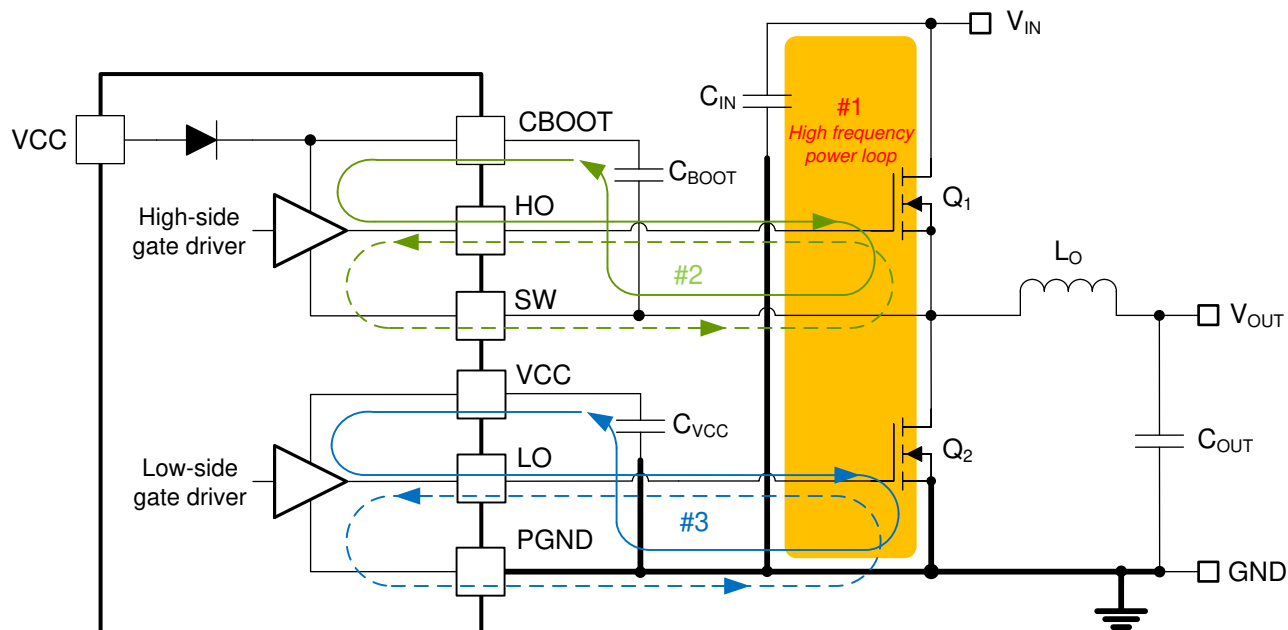 V_IN
C_IN
#1
High frequency
power loop
VCC
CBOOT
C_BOOT
HO
Q_1
High-side
gate driver
#2
L_O
SW
V_OUT
VCC
C_VCC
LO
Q_2
C_OUT
Low-side
gate driver
#3
PGND
GND